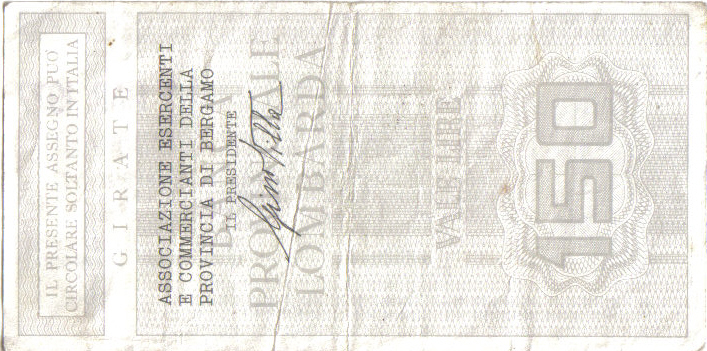 IL PRESENTE ASSEGNO PUÒ
CIRCOLARE SOLTANTO IN ITALIA
GIRATE
ASSOCIAZIONE ESERCENTI
E COMMERCIANTI DELLA
PROVINCIA DI BERGAMO
IL PRESIDENTE
BANCA
PROVINCIALE
LOMBARDA
VALE LIRE
150